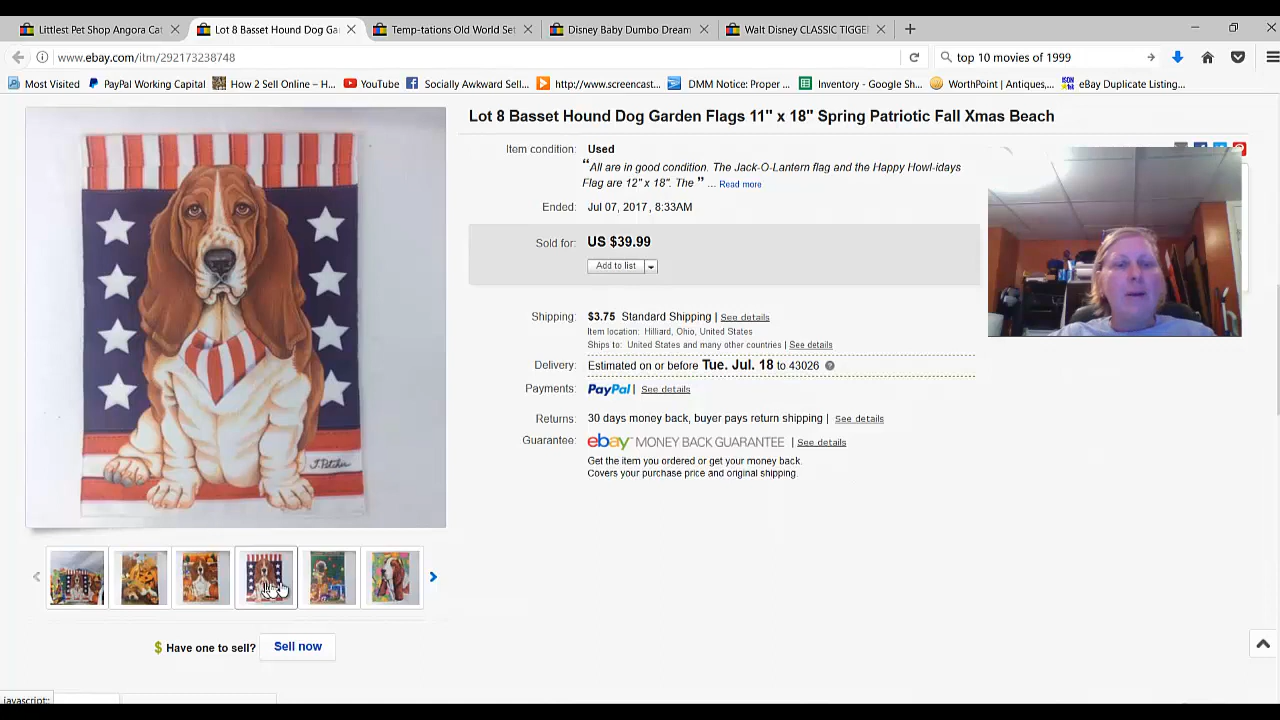 Littlest Pet Shop Angora Cat
Lot 8 Basset Hound Dog Ga
Temp-tations Old World Set
Disney Baby Dumbo Dream
Walt Disney CLASSIC TIGGE
www.ebay.com/itm/292173238748
top 10 movies of 1999
Most Visited
PayPal Working Capital
How 2 Sell Online - H...
YouTube
Socially Awkward Sell...
http://www.screencast...
DMM Notice: Proper ...
Inventory - Google Sh...
WorthPoint | Antiques,...
eBay Duplicate Listing...
Lot 8 Basset Hound Dog Garden Flags 11" x 18" Spring Patriotic Fall Xmas Beach
Item condition: Used
“All are in good condition. The Jack-O-Lantern flag and the Happy Howl-idays
Flag are 12" x 18". The ” ... Read more
Ended: Jul 07, 2017 , 8:33AM
Sold for: US $39.99
Add to list
Shipping: $3.75 Standard Shipping | See details
Item location: Hilliard, Ohio, United States
Ships to: United States and many other countries | See details
Delivery: Estimated on or before Tue. Jul. 18 to 43026
Payments: PayPal | See details
Returns: 30 days money back, buyer pays return shipping | See details
Guarantee: ebay MONEY BACK GUARANTEE | See details
Get the item you ordered or get your money back.
Covers your purchase price and original shipping.
$ Have one to sell? Sell now
javascript:;